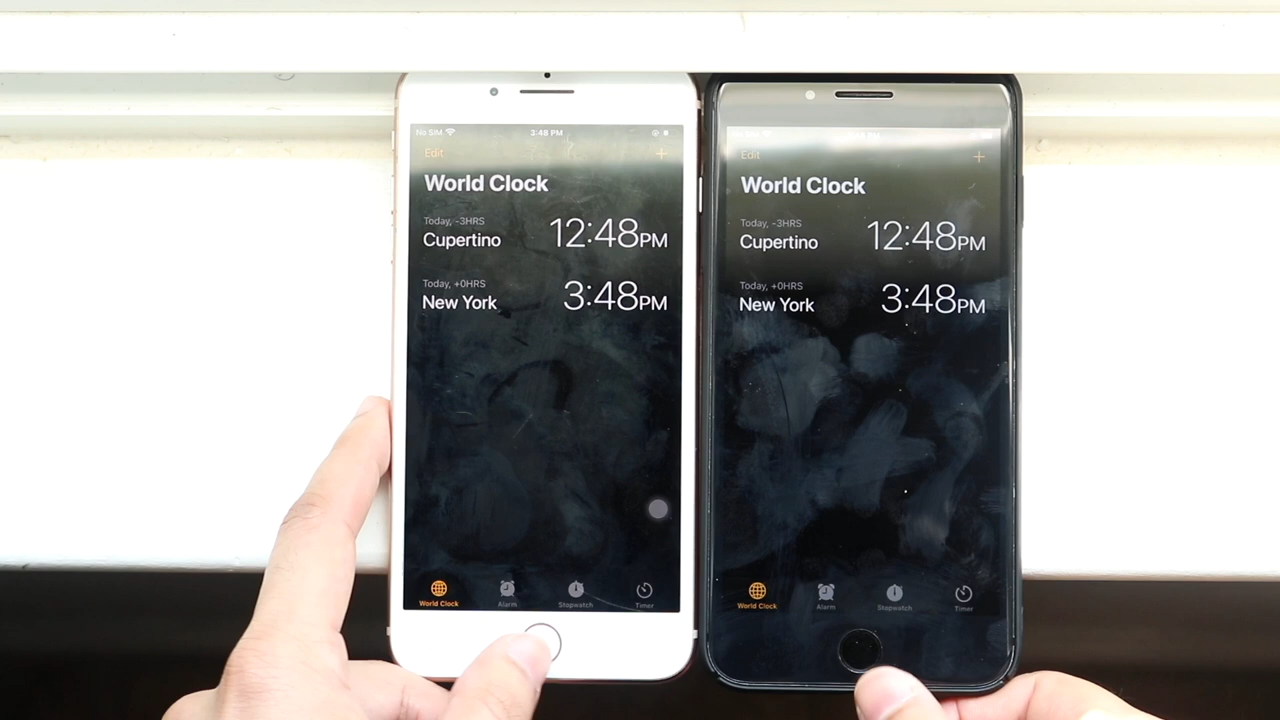 No SIM 3:48 PM
Edit +
World Clock
Today, -3HRS
Cupertino 12:48PM
Today, +0HRS
New York 3:48PM
World Clock Alarm Stopwatch Timer
Edit +
World Clock
Today, -3HRS
Cupertino 12:48PM
Today, +0HRS
New York 3:48PM
World Clock Alarm Stopwatch Timer